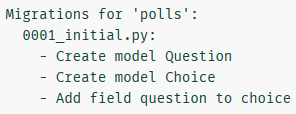 Migrations for 'polls':
  0001_initial.py:
    - Create model Question
    - Create model Choice
    - Add field question to choice